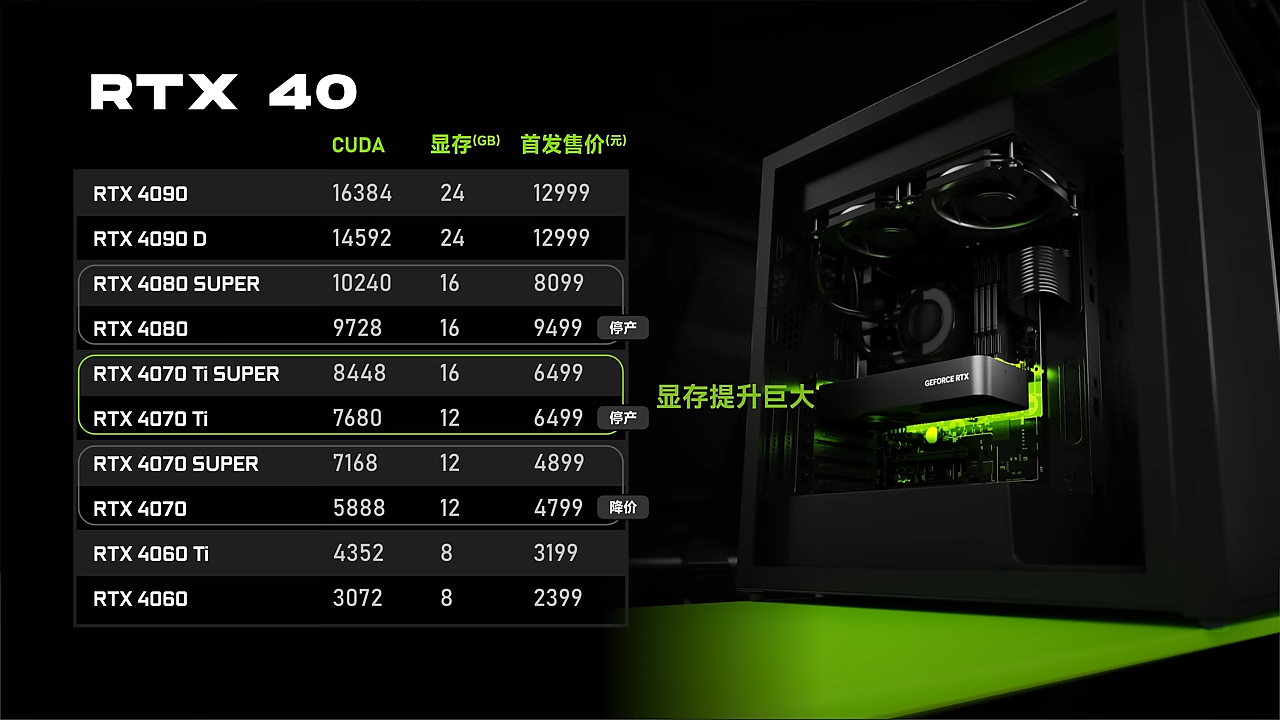 RTX 40
CUDA 显存(GB) 首发售价(元)
RTX 4090 16384 24 12999
RTX 4090 D 14592 24 12999
RTX 4080 SUPER 10240 16 8099
RTX 4080 9728 16 9499 停产
RTX 4070 Ti SUPER 8448 16 6499
RTX 4070 Ti 7680 12 6499 停产
显存提升巨大
RTX 4070 SUPER 7168 12 4899
RTX 4070 5888 12 4799 降价
RTX 4060 Ti 4352 8 3199
RTX 4060 3072 8 2399
GEFORCE RTX